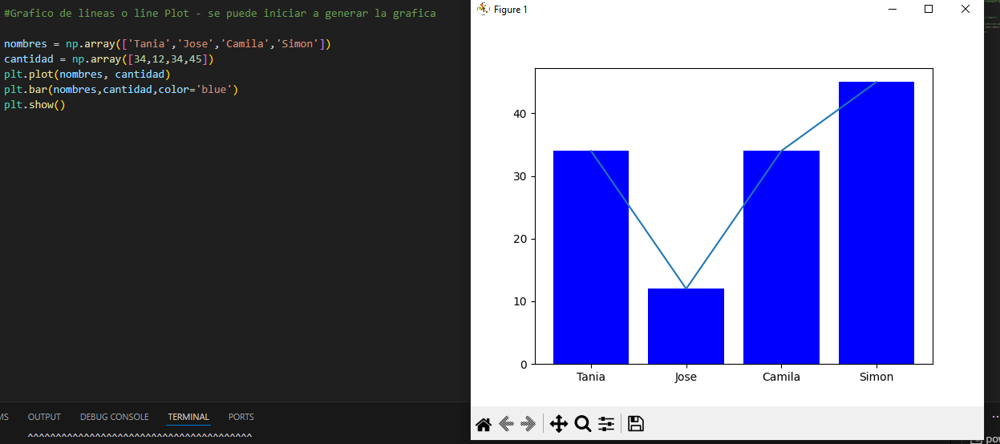 #Grafico de lineas o line Plot - se puede iniciar a generar la grafica
nombres = np.array(['Tania','Jose','Camila','Simon'])
cantidad = np.array([34,12,34,45])
plt.plot(nombres, cantidad)
plt.bar(nombres,cantidad,color='blue')
plt.show()
Figure 1
40
30
20
10
0
Tania Jose Camila Simon
MS OUTPUT DEBUG CONSOLE TERMINAL PORTS
^^^^^^^^^^^^^^^^^^^^^^^^^^^^^^^^^^^^^^^^